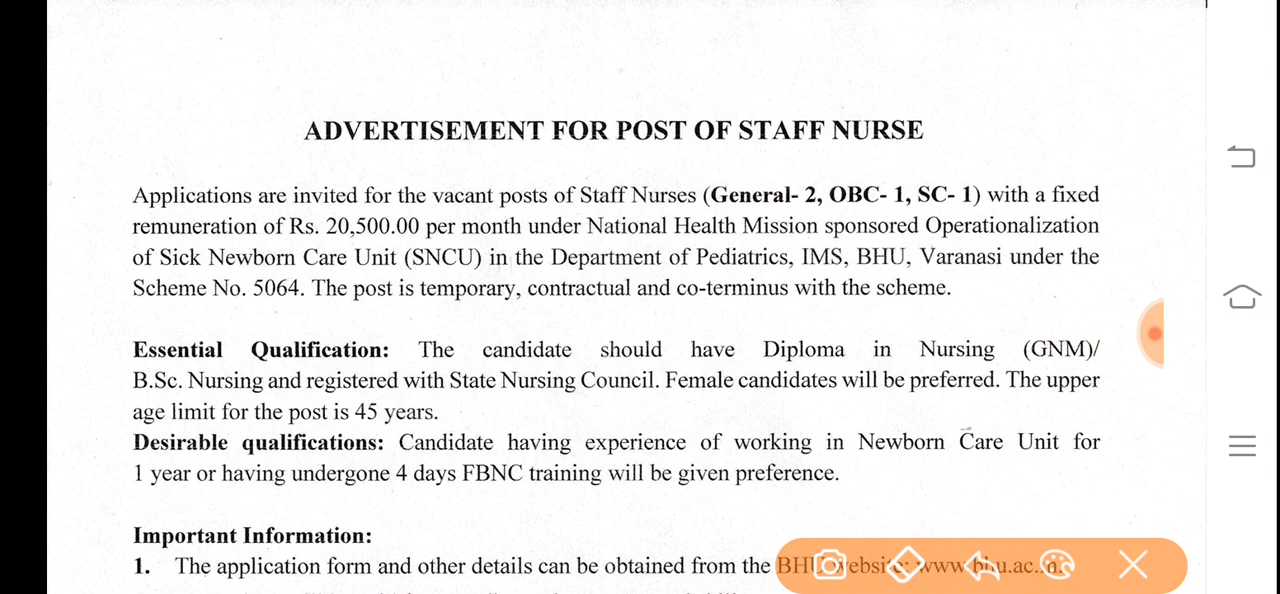 ADVERTISEMENT FOR POST OF STAFF NURSE
Applications are invited for the vacant posts of Staff Nurses (General- 2, OBC- 1, SC- 1) with a fixed
remuneration of Rs. 20,500.00 per month under National Health Mission sponsored Operationalization
of Sick Newborn Care Unit (SNCU) in the Department of Pediatrics, IMS, BHU, Varanasi under the
Scheme No. 5064. The post is temporary, contractual and co-terminus with the scheme.
Essential Qualification: The candidate should have Diploma in Nursing (GNM)/
B.Sc. Nursing and registered with State Nursing Council. Female candidates will be preferred. The upper
age limit for the post is 45 years.
Desirable qualifications: Candidate having experience of working in Newborn Care Unit for
1 year or having undergone 4 days FBNC training will be given preference.
Important Information:
1. The application form and other details can be obtained from the BHU